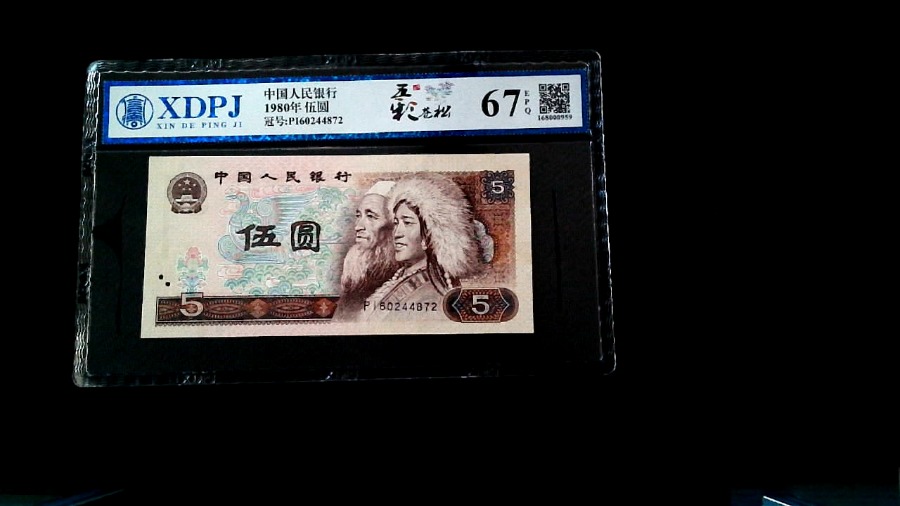 XDPJ
XIN DE PING JI
中国人民银行
1980年 伍圆
冠号:PI60244872
五彩苍松
67 EPQ
168000959
中国人民银行
5
伍圆
5
PI60244872
5